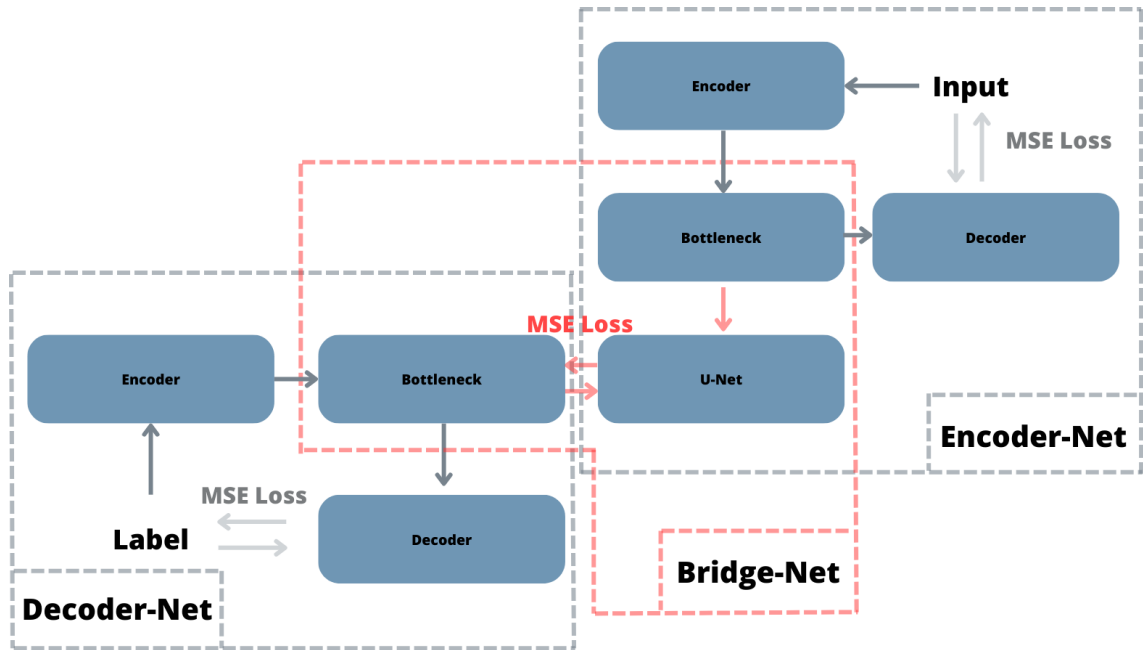 Encoder
Input
MSE Loss
Bottleneck
Decoder
MSE Loss
Encoder
Bottleneck
U-Net
Encoder-Net
MSE Loss
Label
Decoder
Bridge-Net
Decoder-Net